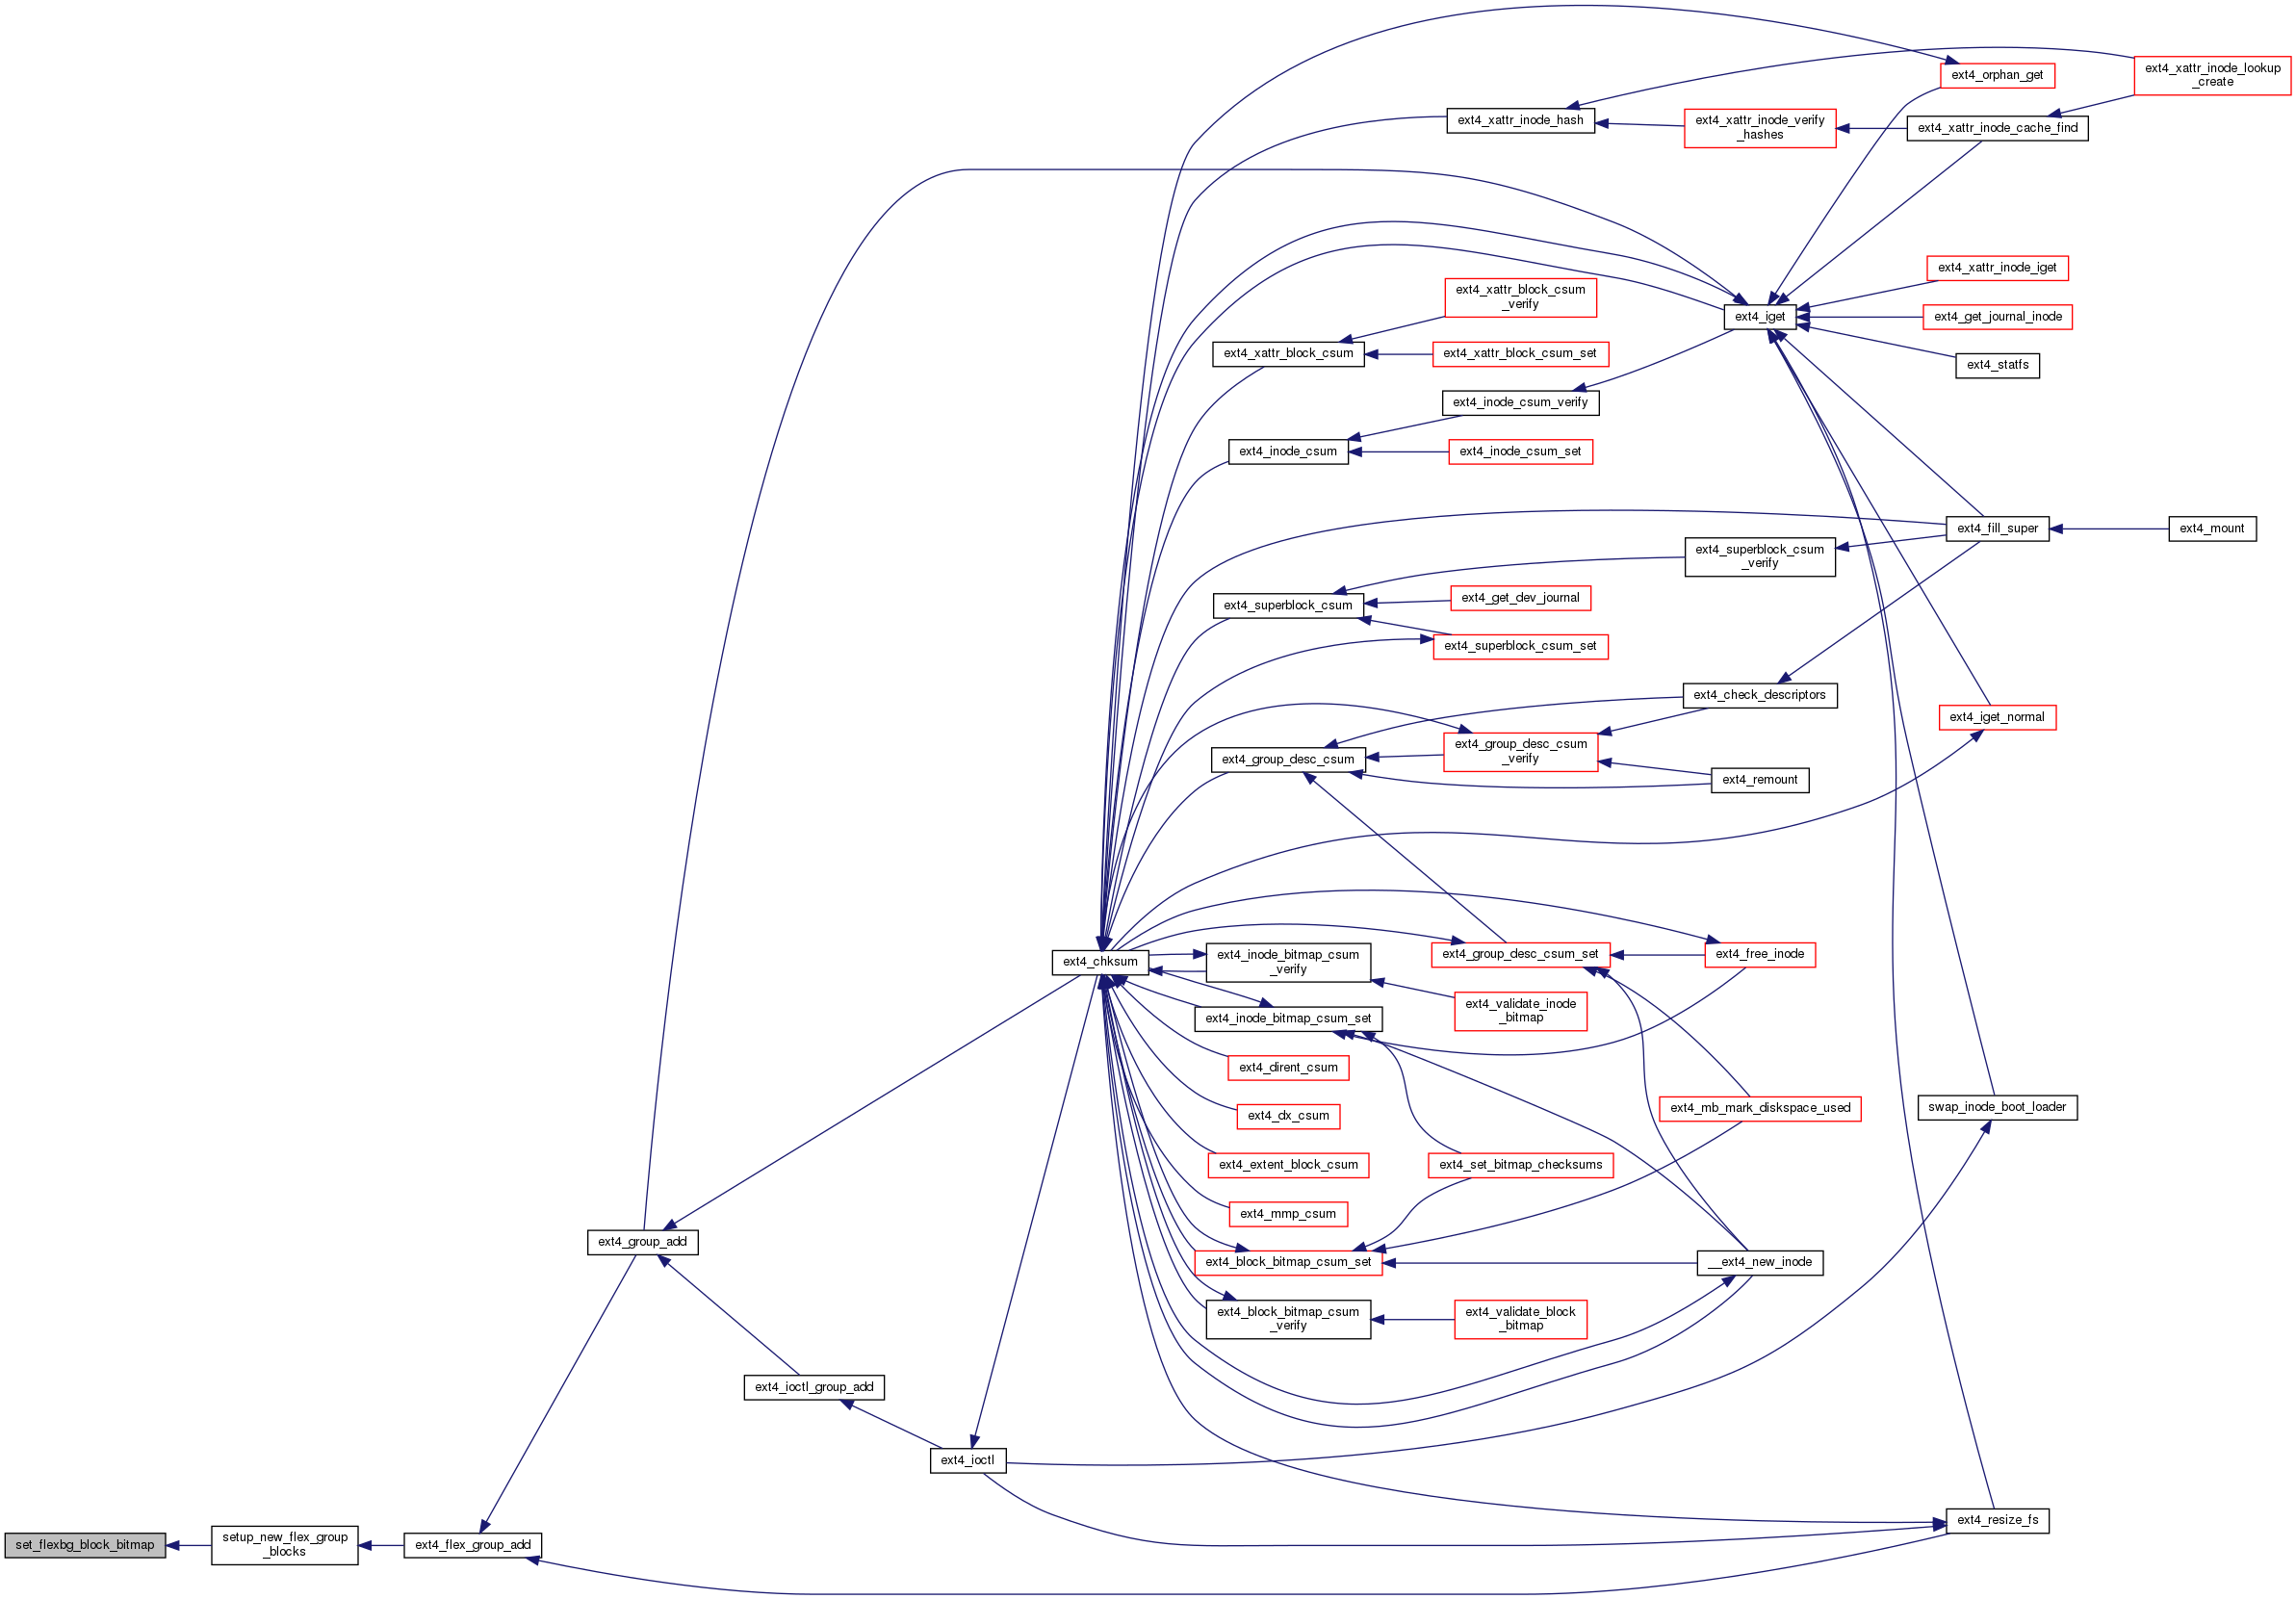 ext4_orphan_get
ext4_xattr_inode_lookup
_create
ext4_xattr_inode_hash
ext4_xattr_inode_verify
_hashes
ext4_xattr_inode_cache_find
ext4_xattr_inode_iget
ext4_xattr_block_csum
_verify
ext4_iget
ext4_get_journal_inode
ext4_xattr_block_csum
ext4_xattr_block_csum_set
ext4_statfs
ext4_inode_csum_verify
ext4_inode_csum
ext4_inode_csum_set
ext4_fill_super
ext4_mount
ext4_superblock_csum
_verify
ext4_superblock_csum
ext4_get_dev_journal
ext4_superblock_csum_set
ext4_check_descriptors
ext4_iget_normal
ext4_group_desc_csum
ext4_group_desc_csum
_verify
ext4_remount
ext4_chksum
ext4_inode_bitmap_csum
_verify
ext4_group_desc_csum_set
ext4_free_inode
ext4_inode_bitmap_csum_set
ext4_validate_inode
_bitmap
ext4_dirent_csum
ext4_dx_csum
ext4_mb_mark_diskspace_used
swap_inode_boot_loader
ext4_extent_block_csum
ext4_set_bitmap_checksums
ext4_mmp_csum
ext4_group_add
ext4_block_bitmap_csum_set
__ext4_new_inode
ext4_block_bitmap_csum
_verify
ext4_validate_block
_bitmap
ext4_ioctl_group_add
ext4_ioctl
ext4_resize_fs
set_flexbg_block_bitmap
setup_new_flex_group
_blocks
ext4_flex_group_add